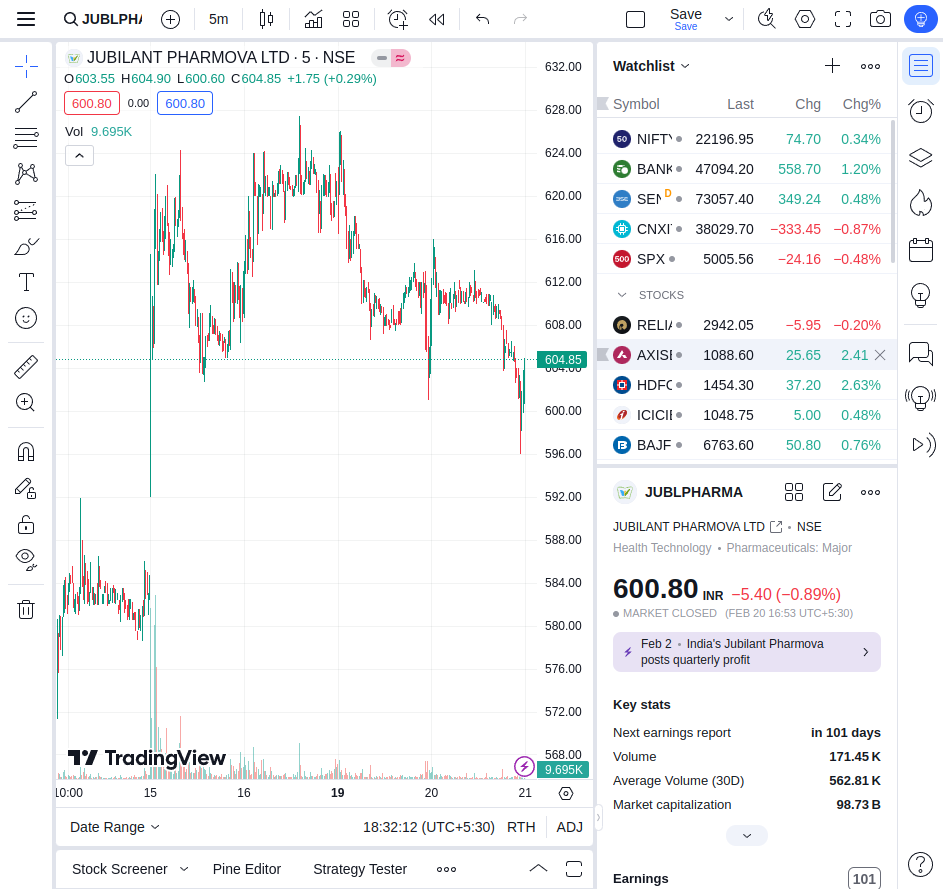 JUBLPHA
5m
Save
Save
JUBILANT PHARMOVA LTD · 5 · NSE
O603.55 H604.90 L600.60 C604.85 +1.75 (+0.29%)
600.80
0.00
600.80
Vol 9.695K
632.00
628.00
624.00
620.00
616.00
612.00
608.00
604.85
604.00
600.00
596.00
592.00
588.00
584.00
580.00
576.00
572.00
568.00
9.695K
TradingView
10:00 15 16 19 20 21
Date Range
18:32:12 (UTC+5:30) RTH ADJ
Stock Screener Pine Editor Strategy Tester
Watchlist
Symbol Last Chg Chg%
50 NIFTY 22196.95 74.70 0.34%
BANK 47094.20 558.70 1.20%
SEN D 73057.40 349.24 0.48%
CNXI 38029.70 −333.45 −0.87%
500 SPX 5005.56 −24.16 −0.48%
STOCKS
RELIA 2942.05 −5.95 −0.20%
AXISB 1088.60 25.65 2.41
HDFC 1454.30 37.20 2.63%
ICICIB 1048.75 5.00 0.48%
BAJF 6763.60 50.80 0.76%
JUBLPHARMA
JUBILANT PHARMOVA LTD • NSE
Health Technology • Pharmaceuticals: Major
600.80 INR −5.40 (−0.89%)
MARKET CLOSED (FEB 20 16:53 UTC+5:30)
Feb 2 • India's Jubilant Pharmova
posts quarterly profit
Key stats
Next earnings report in 101 days
Volume 171.45 K
Average Volume (30D) 562.81 K
Market capitalization 98.73 B
Earnings 101